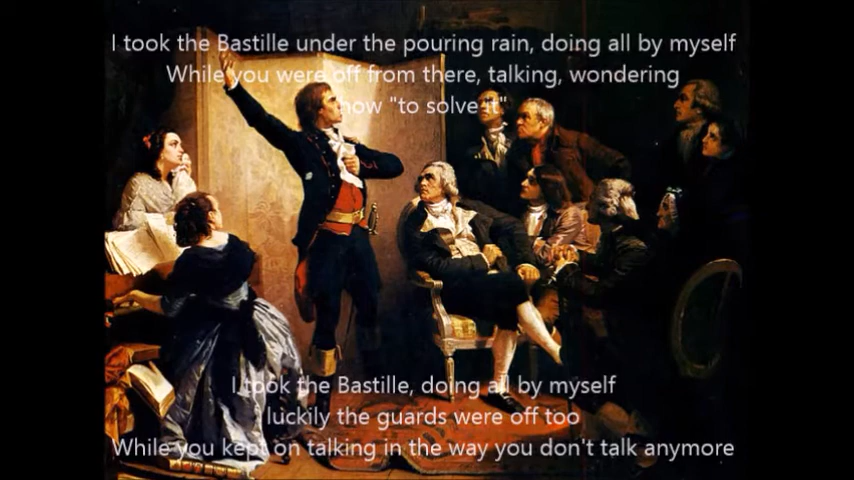 I took the Bastille under the pouring rain, doing all by myself
While you were off from there, talking, wondering
how "to solve it"
I took the Bastille, doing all by myself
luckily the guards were off too
While you kept on talking in the way you don't talk anymore